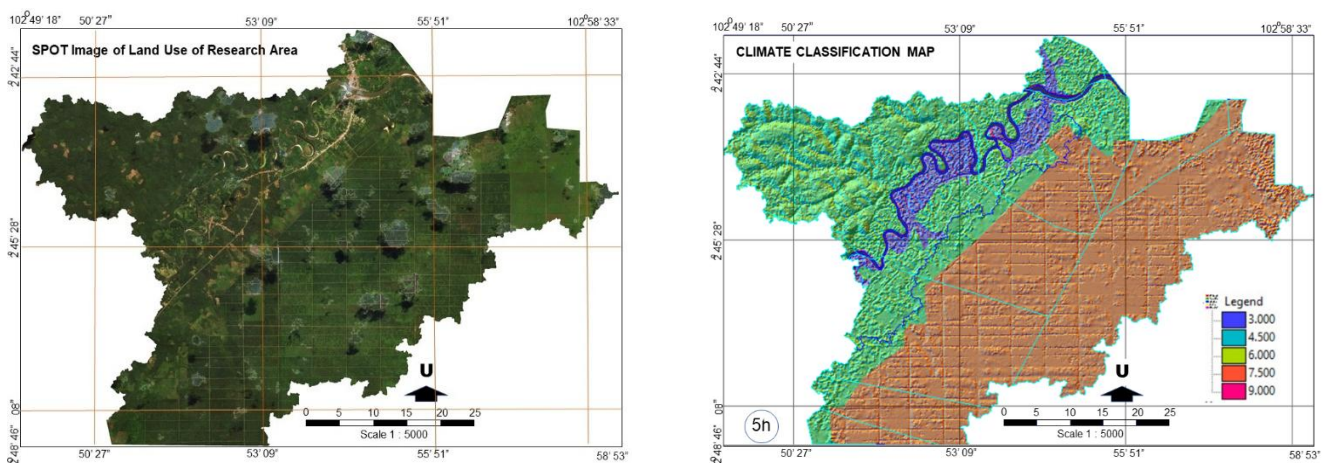 102° 49' 18" 50' 27" 53' 09" 55' 51" 102° 58' 33"
SPOT Image of Land Use of Research Area
2° 42' 44"
2° 45' 28"
2° 48' 46" 08"
U
0 5 10 15 20 25
Scale 1 : 5000
50' 27" 53' 09" 55' 51" 58' 53"
102° 49' 18" 50' 27" 53' 09" 55' 51" 102° 58' 33"
CLIMATE CLASSIFICATION MAP
2° 42' 44"
2° 45' 28"
2° 48' 46" 08"
Legend
3.000
4.500
6.000
7.500
9.000
U
0 5 10 15 20 25
Scale 1 : 5000
5h
50' 27" 53' 09" 55' 51" 58' 53"